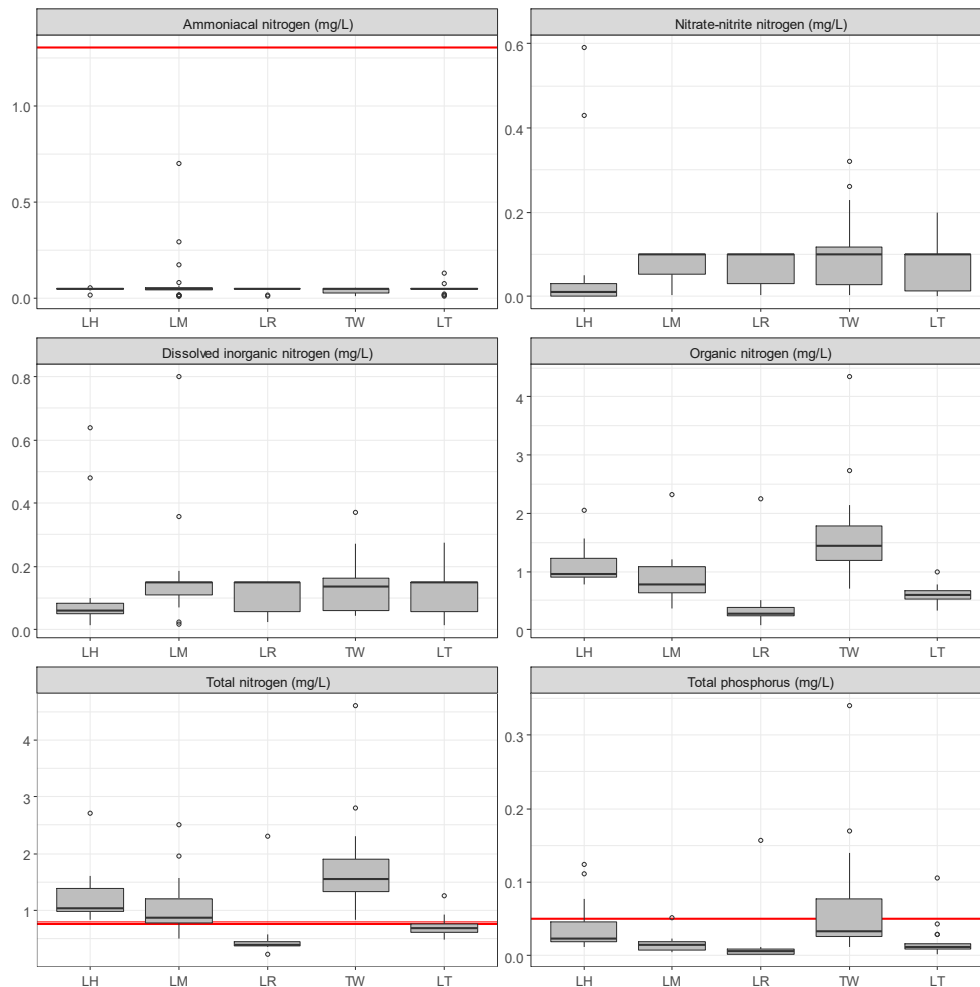 Ammoniacal nitrogen (mg/L)
1.0
0.5
0.0
LH LM LR TW LT
Nitrate-nitrite nitrogen (mg/L)
0.6
0.4
0.2
0.0
LH LM LR TW LT
Dissolved inorganic nitrogen (mg/L)
0.8
0.6
0.4
0.2
0.0
LH LM LR TW LT
Organic nitrogen (mg/L)
4
3
2
1
0
LH LM LR TW LT
Total nitrogen (mg/L)
4
3
2
1
LH LM LR TW LT
Total phosphorus (mg/L)
0.3
0.2
0.1
0.0
LH LM LR TW LT